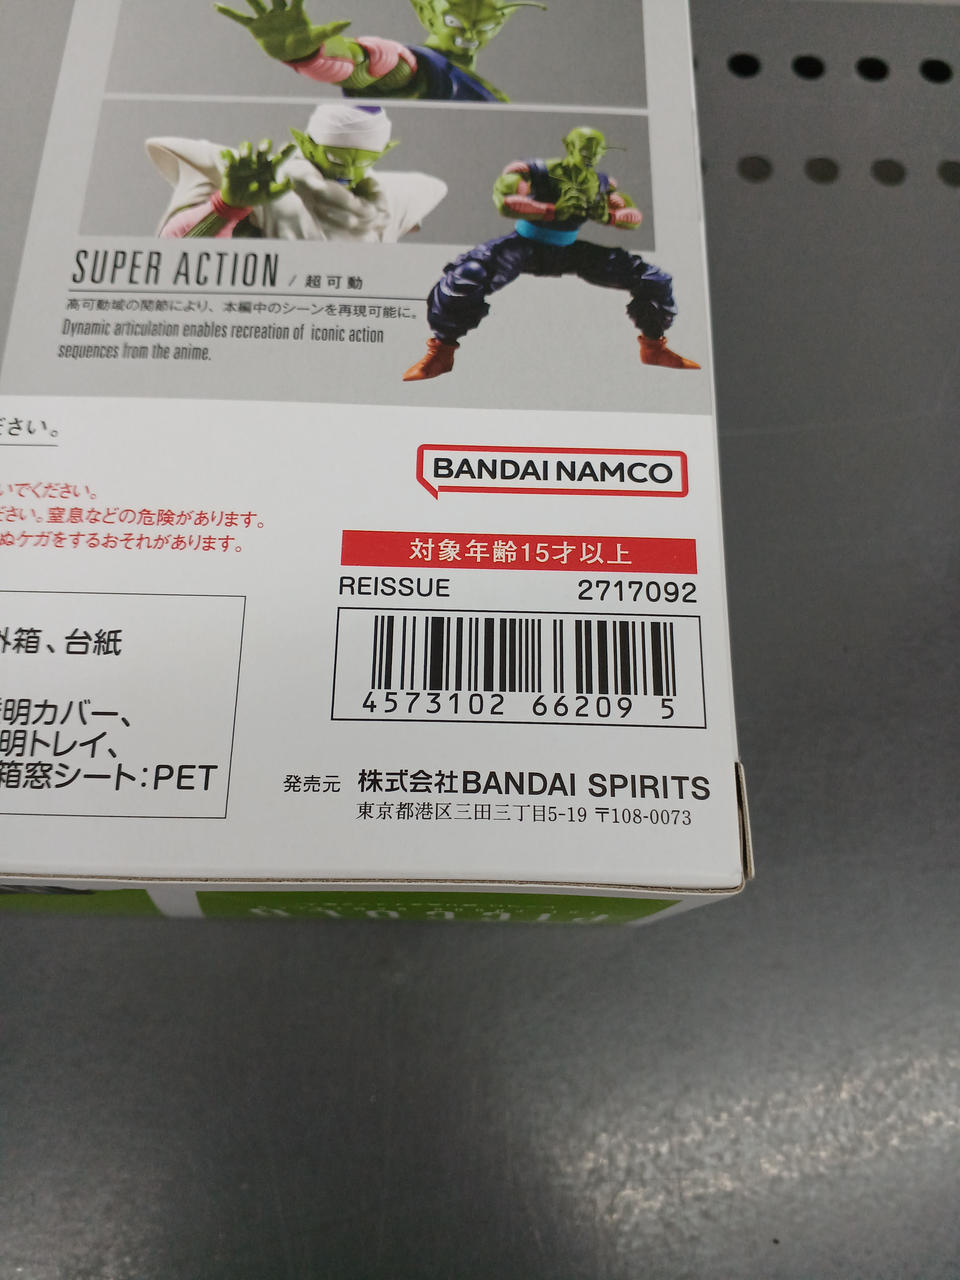 SUPER ACTION / 超可動
高可動域の関節により、本編中のシーンを再現可能に。
Dynamic articulation enables recreation of iconic action
sequences from the anime.
ださい。
いでください。
ださい。窒息などの危険があります。
ぬケガをするおそれがあります。
BANDAI NAMCO
対象年齢15才以上
REISSUE 2717092
4573102 66209 5
外箱、台紙
明カバー、
明トレイ、
箱窓シート:PET
発売元 株式会社BANDAI SPIRITS
東京都港区三田三丁目5-19 〒108-0073